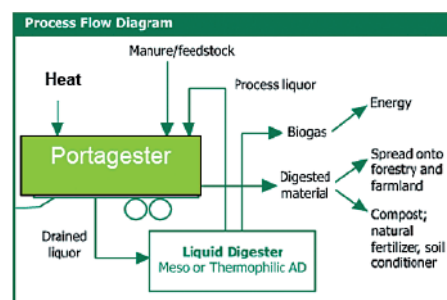 Process Flow Diagram
Manure/feedstock
Heat
Process liquor
Energy
Biogas
Portagester
Spread onto
forestry and
farmland
Digested
material
Compost;
natural
fertilizer, soil
conditioner
Drained
liquor
Liquid Digester
Meso or Thermophilic AD